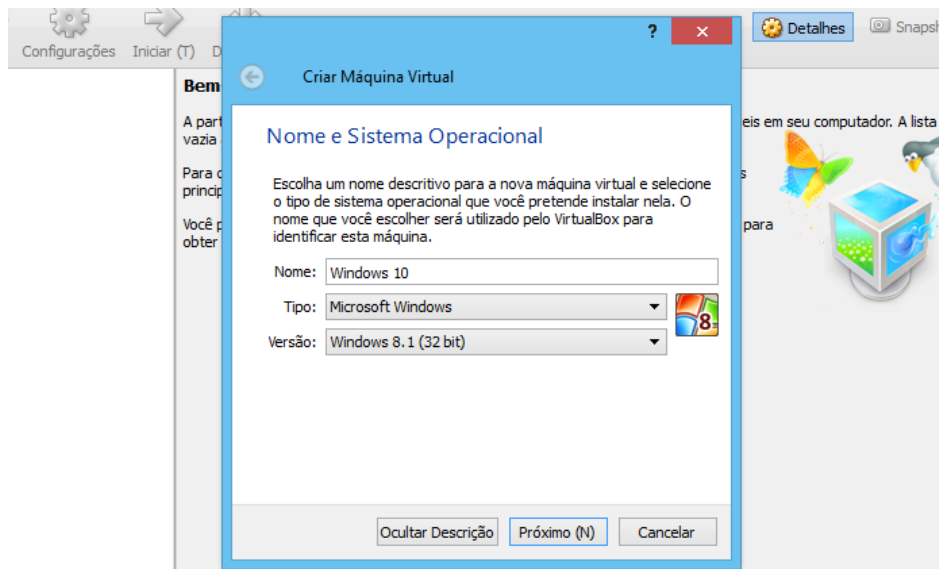 Configurações Iniciar (T) D
Detalhes
Snapsh
? ×
Criar Máquina Virtual
Bem
A part
eis em seu computador. A lista
vazia
Para c
s
princip
Você p
para
obter
Nome e Sistema Operacional
Escolha um nome descritivo para a nova máquina virtual e selecione
o tipo de sistema operacional que você pretende instalar nela. O
nome que você escolher será utilizado pelo VirtualBox para
identificar esta máquina.
Nome: Windows 10
Tipo: Microsoft Windows
8
Versão: Windows 8.1 (32 bit)
Ocultar Descrição Próximo (N) Cancelar